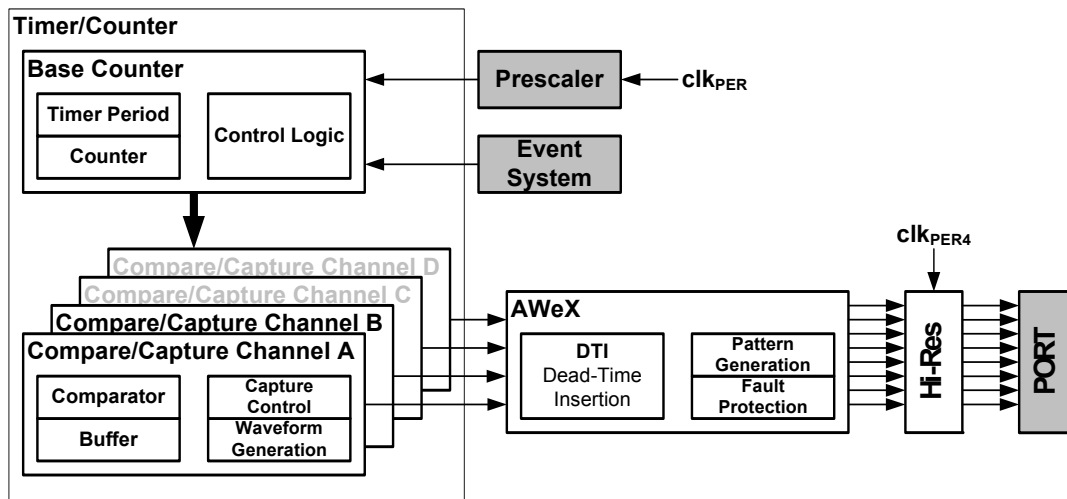 Timer/Counter
Base Counter
Timer Period
Counter
Control Logic
Prescaler
clkPER
Event
System
Compare/Capture Channel D
Compare/Capture Channel C
Compare/Capture Channel B
Compare/Capture Channel A
Comparator
Buffer
Capture
Control
Waveform
Generation
AWeX
DTI
Dead-Time
Insertion
Pattern
Generation
Fault
Protection
clkPER4
Hi-Res
PORT